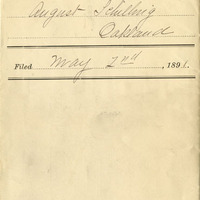 August Schilling
Oakland
Filed May 2nd, 1891.